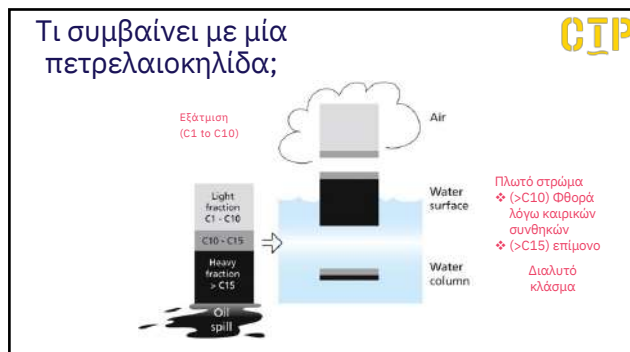 Τι συμβαίνει με μία
πετρελαιοκηλίδα;
CTP
Εξάτμιση
(C1 to C10)
Air
Light
fraction
C1 - C10
C10 - C15
Heavy
fraction
> C15
Oil
spill
Water
surface
Water
column
Πλωτό στρώμα
❖ (>C10) Φθορά
λόγω καιρικών
συνθηκών
❖ (>C15) επίμονο
Διαλυτό
κλάσμα